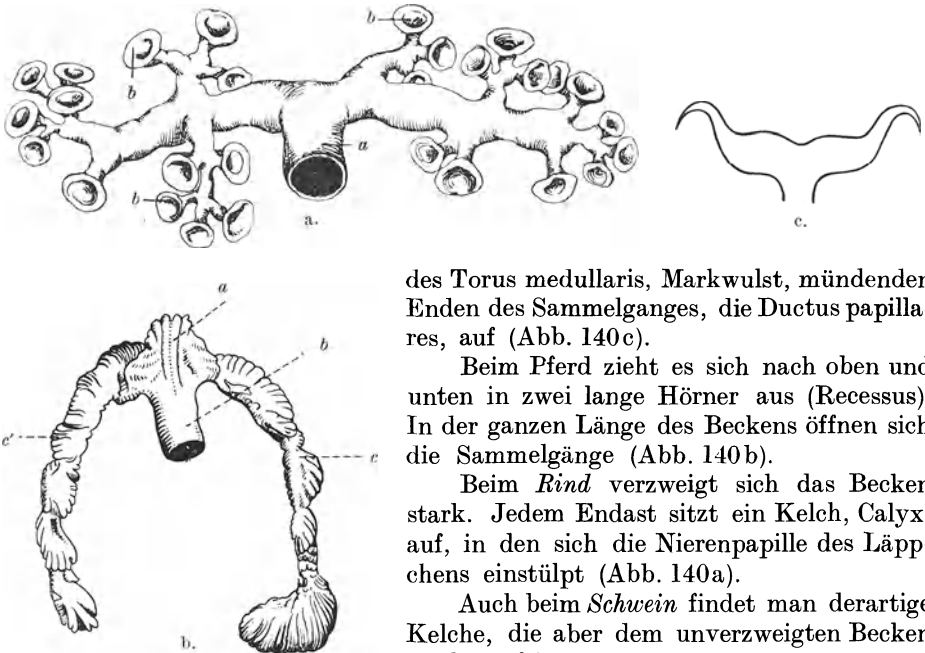 b
b
a
b
a.
c.
a
b
c'
c
b.
des Torus medullaris, Markwulst, mündenden
Enden des Sammelganges, die Ductus papilla
res, auf (Abb. 140c).
Beim Pferd zieht es sich nach oben und
unten in zwei lange Hörner aus (Recessus)
In der ganzen Länge des Beckens öffnen sich
die Sammelgänge (Abb. 140b).
Beim Rind verzweigt sich das Becken
stark. Jedem Endast sitzt ein Kelch, Calyx
auf, in den sich die Nierenpapille des Läpp
chens einstülpt (Abb. 140a).
Auch beim Schwein findet man derartige
Kelche, die aber dem unverzweigten Becken